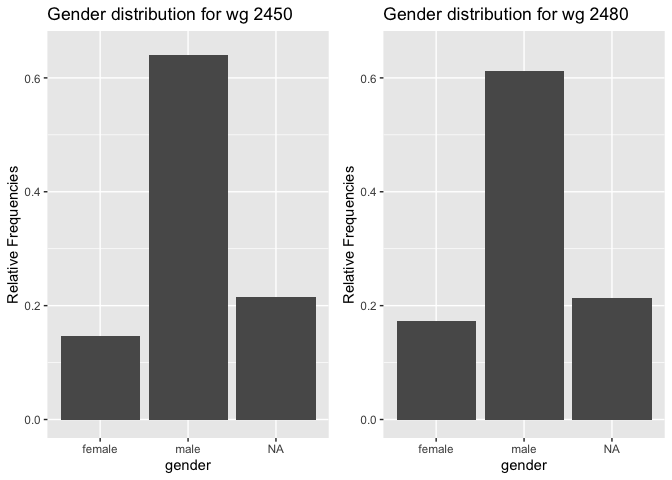 Gender distribution for wg 2450
Relative Frequencies
0.6
0.4
0.2
0.0
female male NA
gender
Gender distribution for wg 2480
Relative Frequencies
0.6
0.4
0.2
0.0
female male NA
gender